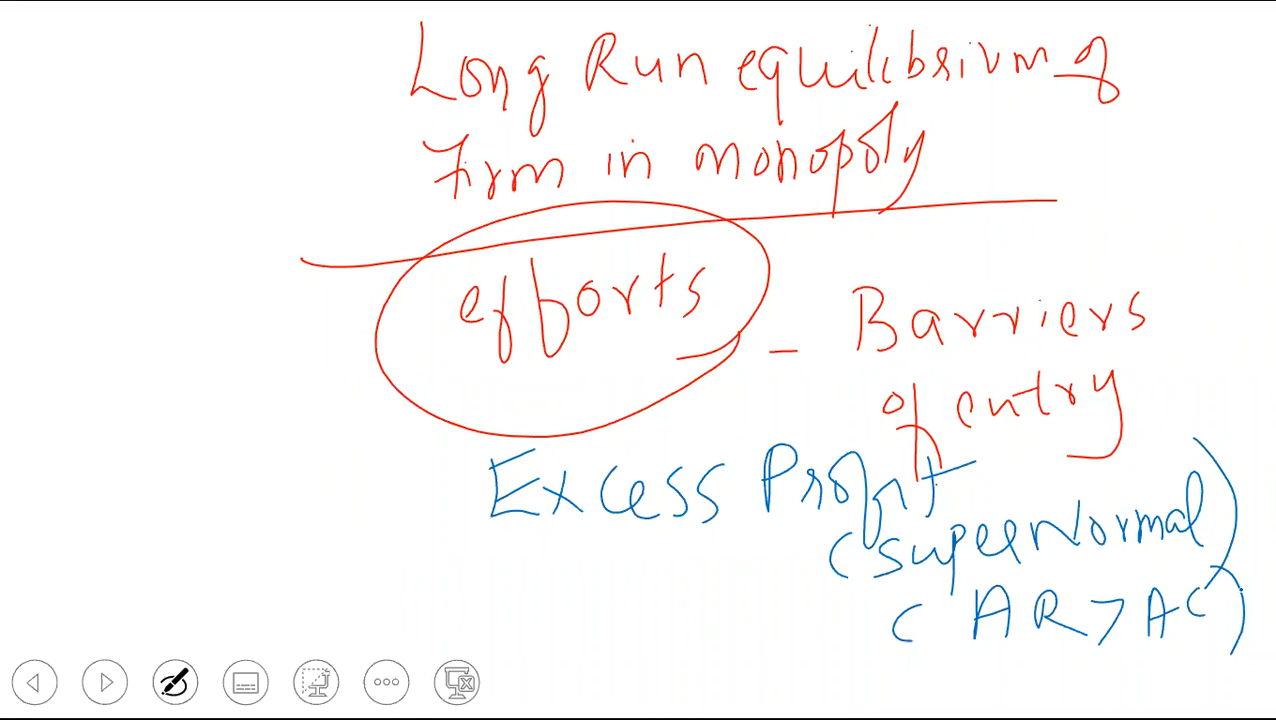 Long Run equilibrium of
Firm in monopoly
efforts - Barriers
of entry
Excess Profit
(superNormal)
(AR > AC)